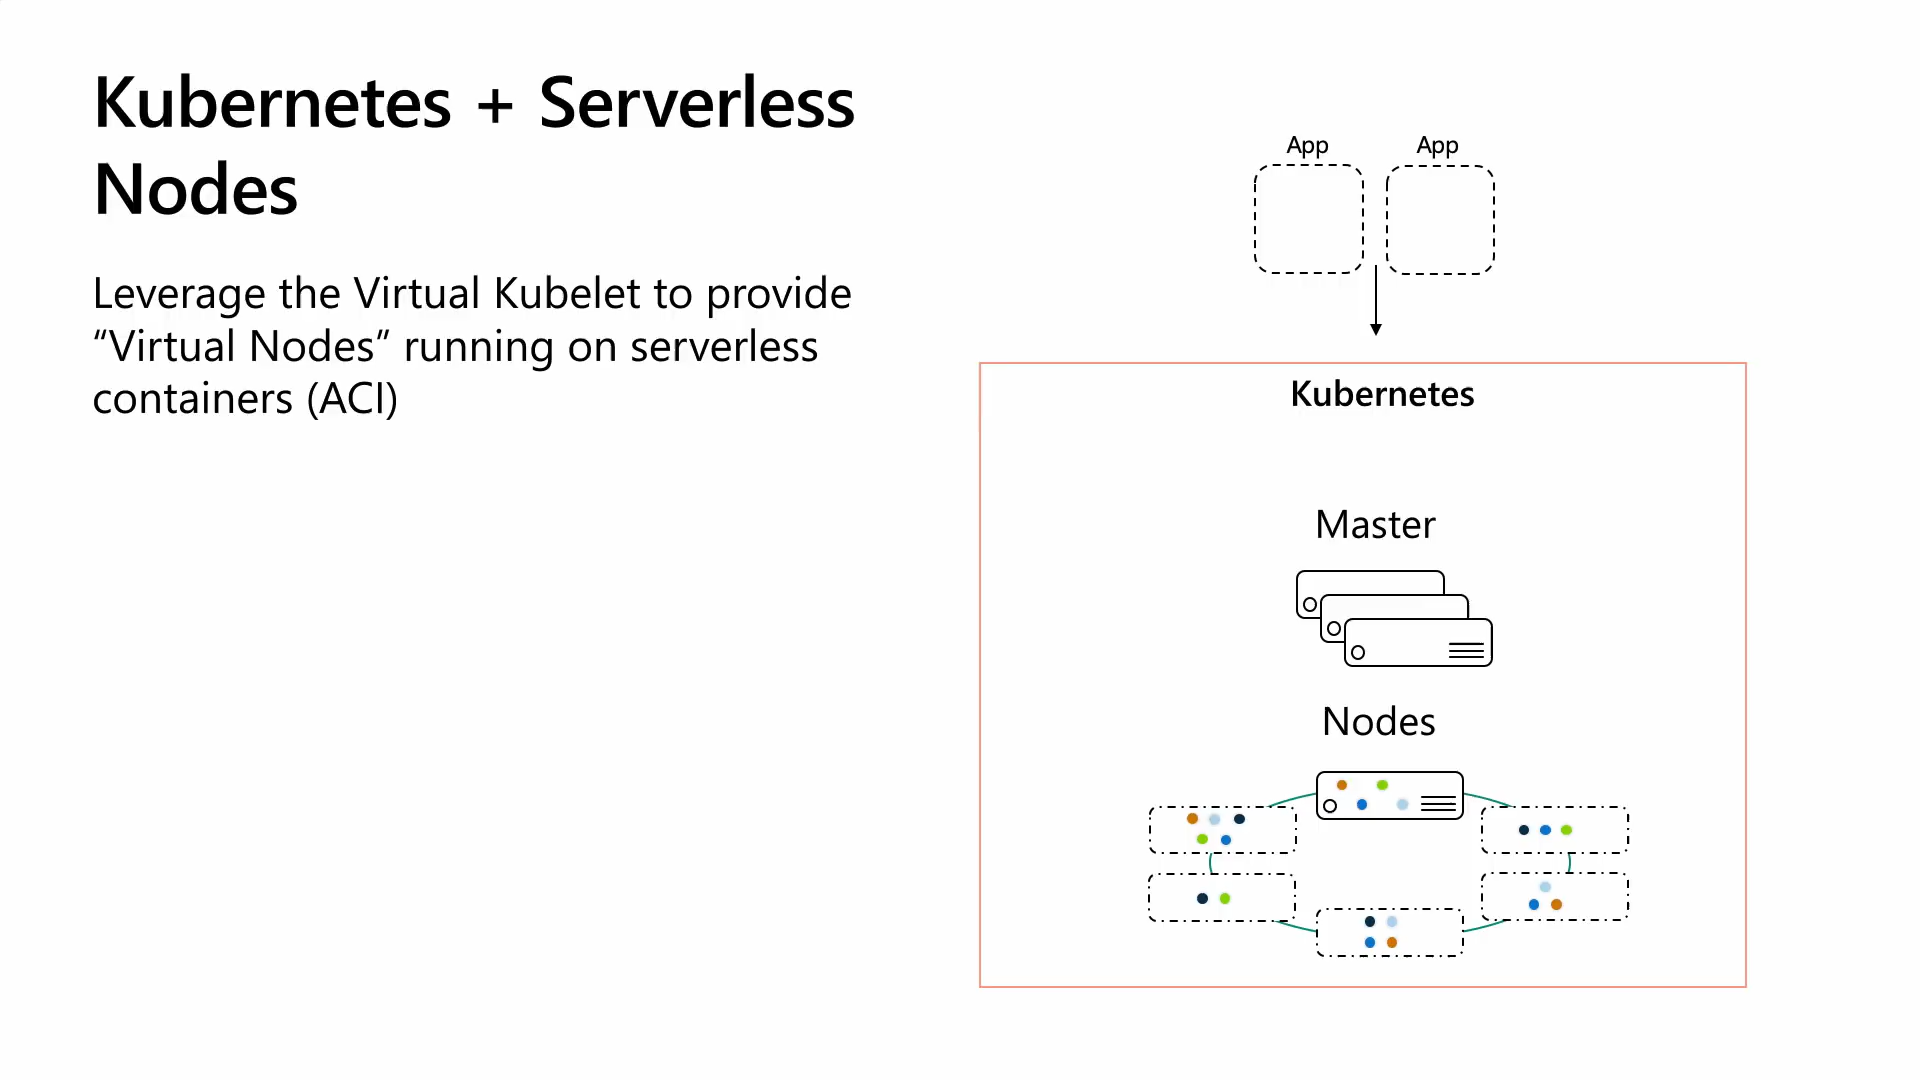 Kubernetes + Serverless
Nodes
Leverage the Virtual Kubelet to provide
“Virtual Nodes” running on serverless
containers (ACI)
App
App
Kubernetes
Master
Nodes